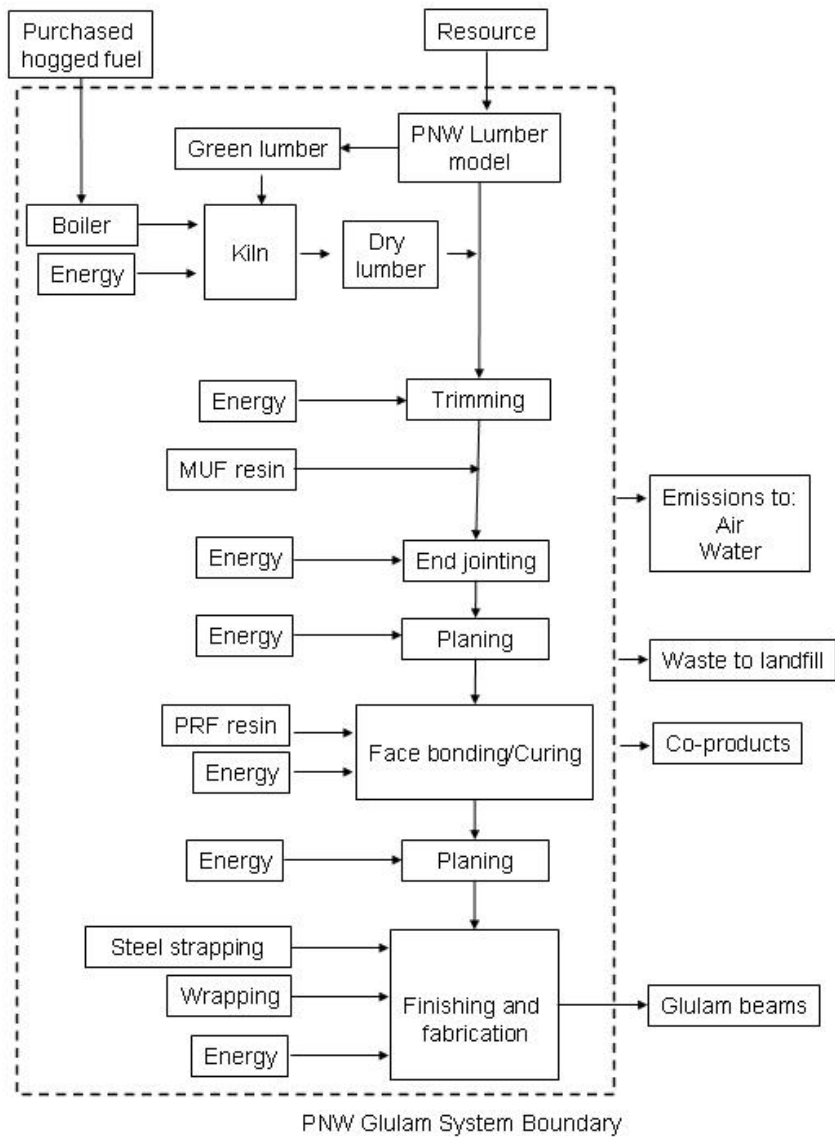 Purchased
hogged fuel
Resource
PNW Lumber
model
Green lumber
Boiler
Kiln
Dry
lumber
Energy
Energy
Trimming
MUF resin
Energy
End jointing
Energy
Planing
PRF resin
Energy
Face bonding/Curing
Energy
Planing
Steel strapping
Wrapping
Energy
Finishing and
fabrication
Emissions to:
Air
Water
Waste to landfill
Co-products
Glulam beams
PNW Glulam System Boundary